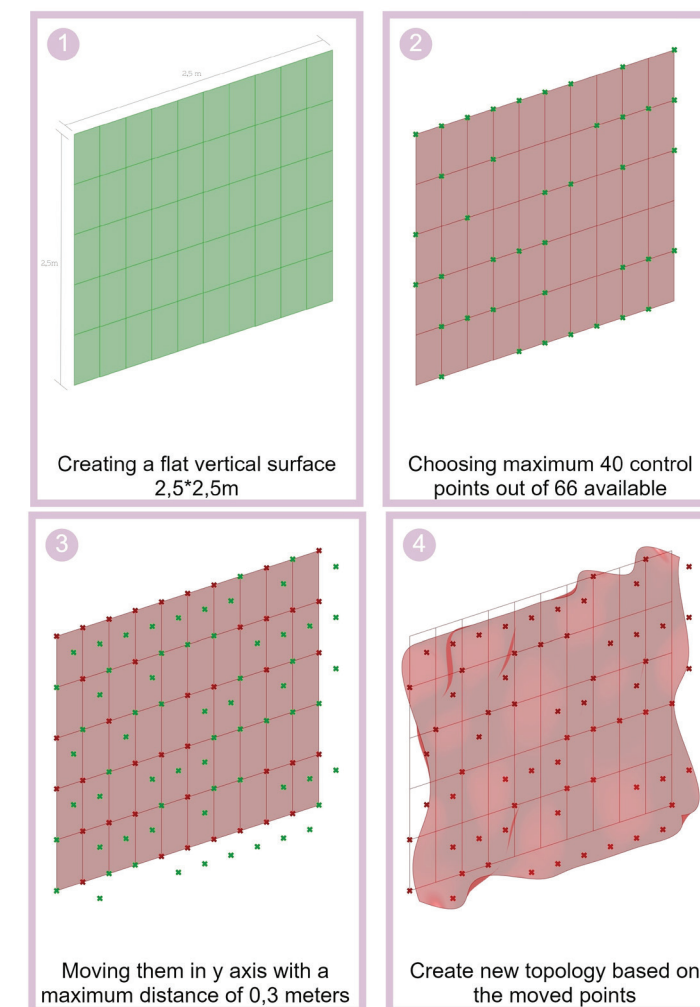 1
2,5 m
2,5m
Creating a flat vertical surface
2,5*2,5m
2
Choosing maximum 40 control
points out of 66 available
3
Moving them in y axis with a
maximum distance of 0,3 meters
4
Create new topology based on
the moved points